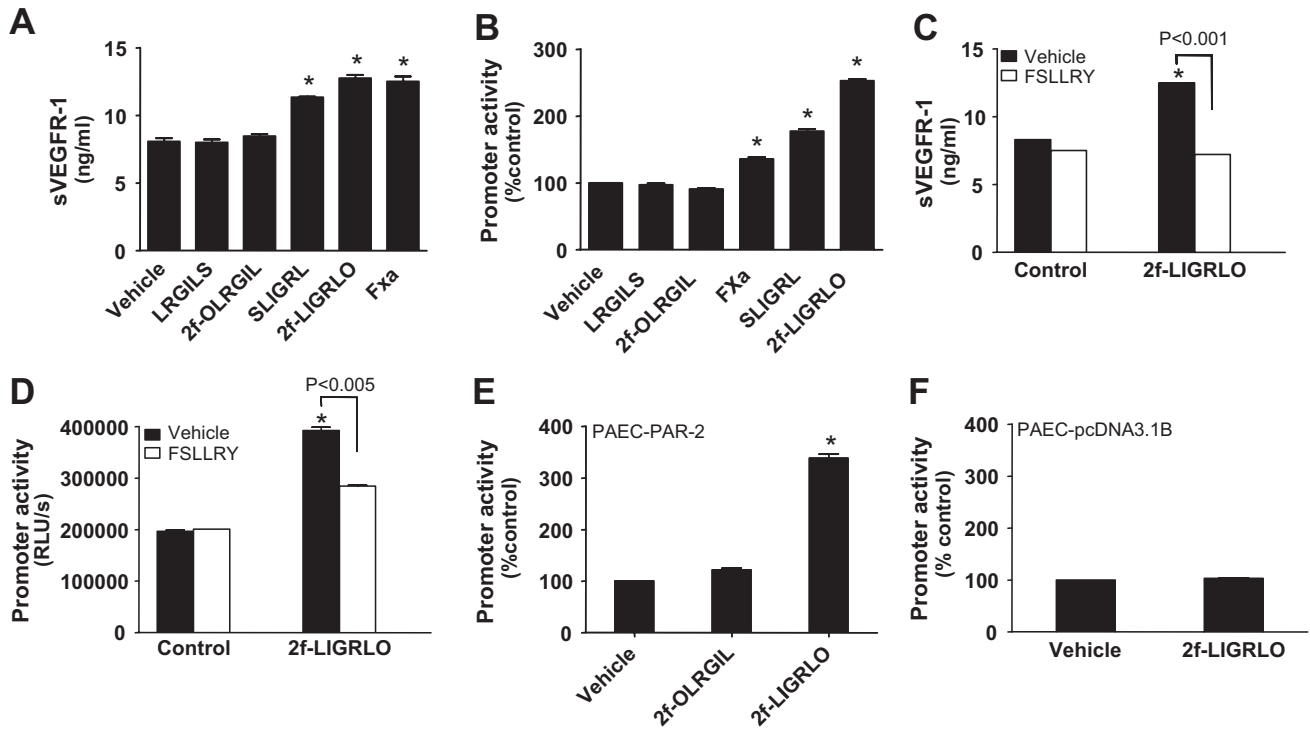 A
sVEGFR-1
(ng/ml)
15
10
5
0
*
*
*
Vehicle
LRGILS
2f-OLRGIL
SLIGRL
2f-LIGRLO
Fxa
B
Promoter activity
(%control)
300
200
100
0
*
*
*
Vehicle
LRGILS
2f-OLRGIL
FXa
SLIGRL
2f-LIGRLO
C
sVEGFR-1
(ng/ml)
15
10
5
0
Vehicle
FSLLRY
P<0.001
*
Control
2f-LIGRLO
D
Promoter activity
(RLU/s)
400000
300000
200000
100000
0
Vehicle
FSLLRY
P<0.005
*
Control
2f-LIGRLO
E
Promoter activity
(%control)
400
300
200
100
0
PAEC-PAR-2
*
Vehicle
2f-OLRGIL
2f-LIGRLO
F
Promoter activity
(% control)
400
300
200
100
0
PAEC-pcDNA3.1B
Vehicle
2f-LIGRLO